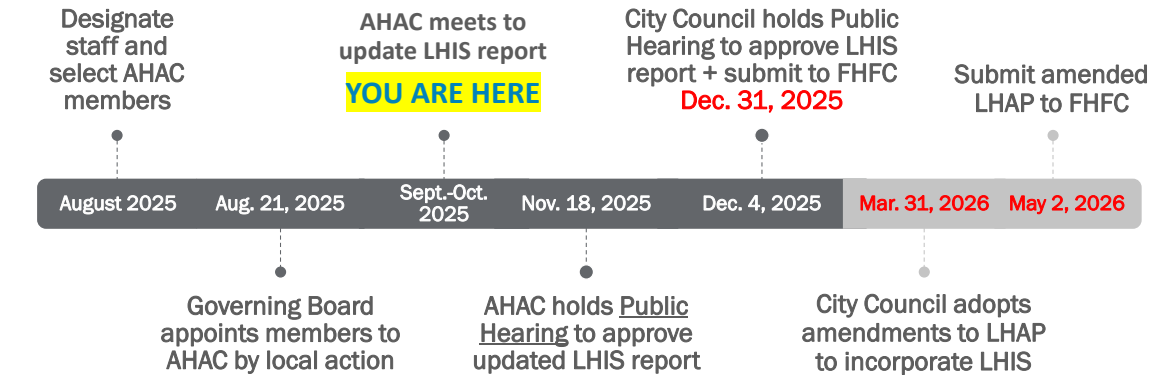 Designate
staff and
select AHAC
members
AHAC meets to
update LHIS report
YOU ARE HERE
City Council holds Public
Hearing to approve LHIS
report + submit to FHFC
Dec. 31, 2025
Submit amended
LHAP to FHFC
August 2025
Aug. 21, 2025
Sept.-Oct.
2025
Nov. 18, 2025
Dec. 4, 2025
Mar. 31, 2026
May 2, 2026
Governing Board
appoints members to
AHAC by local action
AHAC holds Public
Hearing to approve
updated LHIS report
City Council adopts
amendments to LHAP
to incorporate LHIS